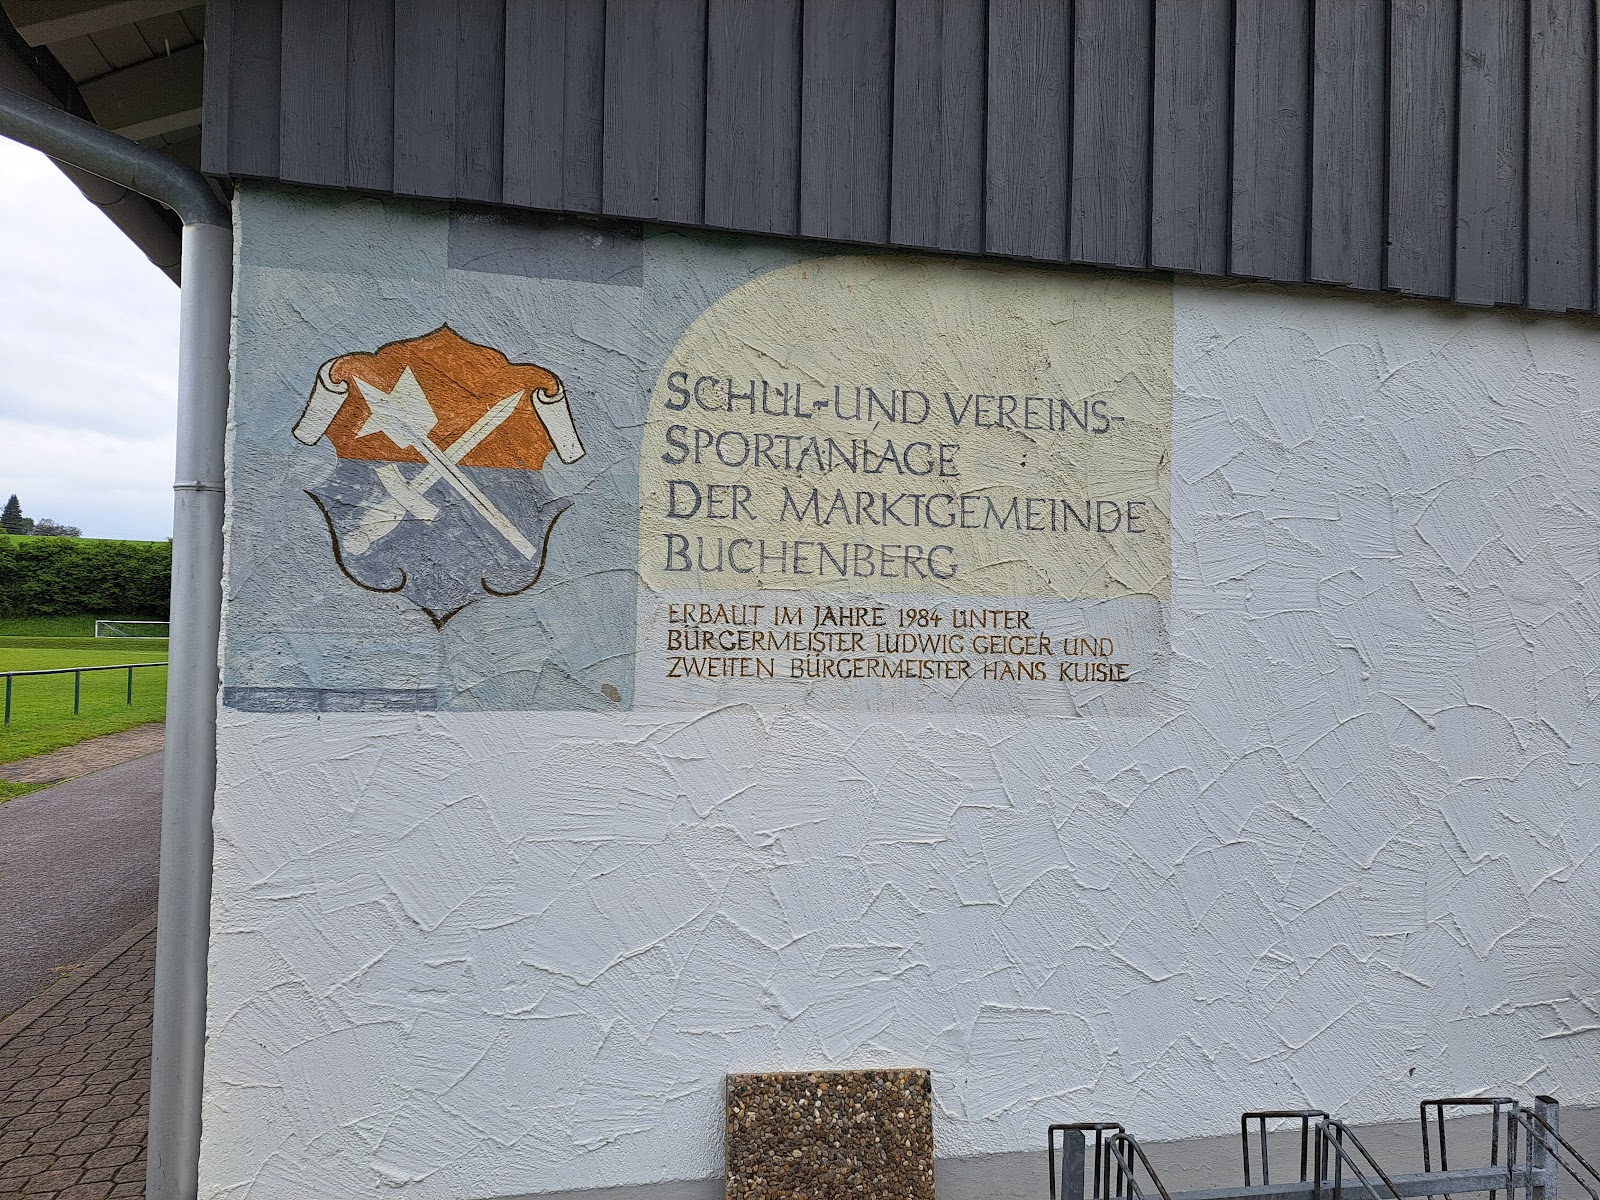 SCHUL-UND VEREINS-
SPORTANLAGE
DER MARKTGEMEINDE
BUCHENBERG
ERBAUT IM JAHRE 1984 UNTER
BÜRGERMEISTER LUDWIG GEIGER UND
ZWEITEN BÜRGERMEISTER HANS KUISLE